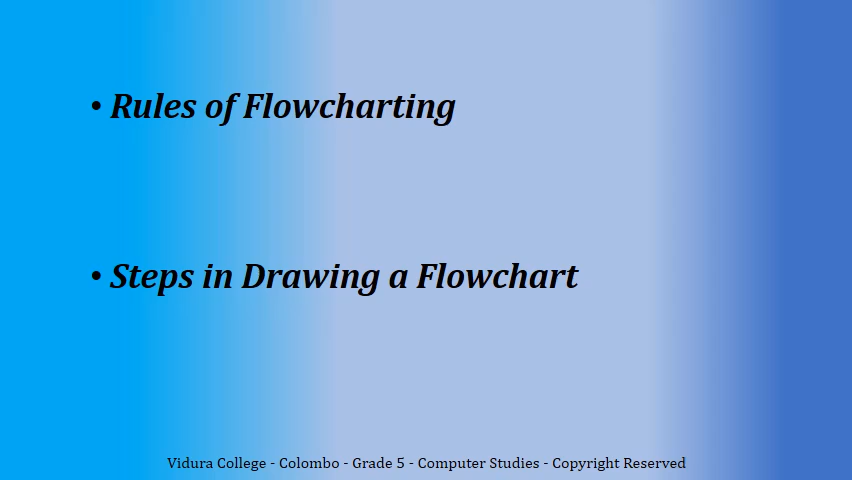 • Rules of Flowcharting
• Steps in Drawing a Flowchart
Vidura College - Colombo - Grade 5 - Computer Studies - Copyright Reserved